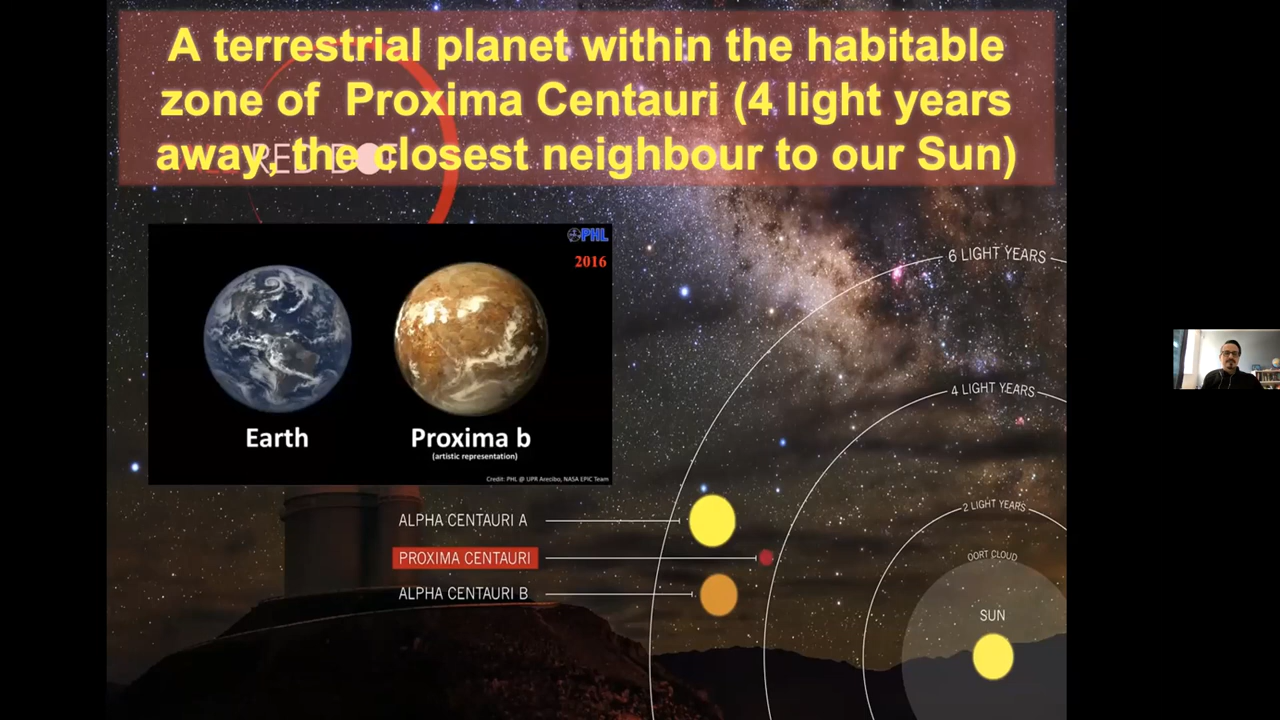 A terrestrial planet within the habitable
zone of Proxima Centauri (4 light years
away, the closest neighbour to our Sun)
RED DOT
PHL
2016
Earth
Proxima b
(artistic representation)
Credit: PHL @ UPR Arecibo, NASA EPIC Team
6 LIGHT YEARS
4 LIGHT YEARS
2 LIGHT YEARS
OORT CLOUD
SUN
ALPHA CENTAURI A
PROXIMA CENTAURI
ALPHA CENTAURI B